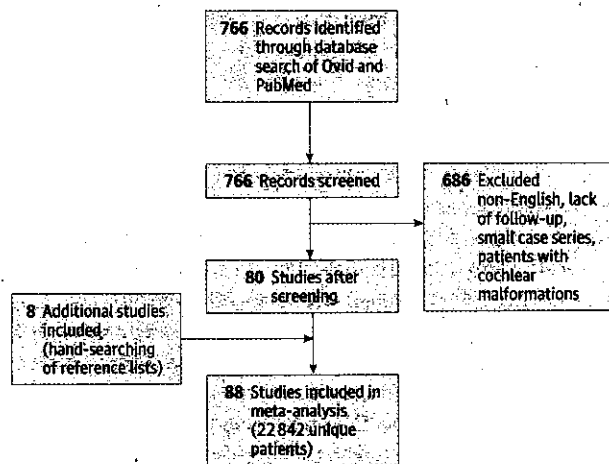 766 Records identified
through database
search of Ovid and
PubMed
766 Records screened
686 Excluded
non-English, lack
of follow-up,
small case series,
patients with
cochlear
malformations
80 Studies after
screening
8 Additional studies
included
(hand-searching
of reference lists)
88 Studies included in
meta-analysis
(22 842 unique
patients)